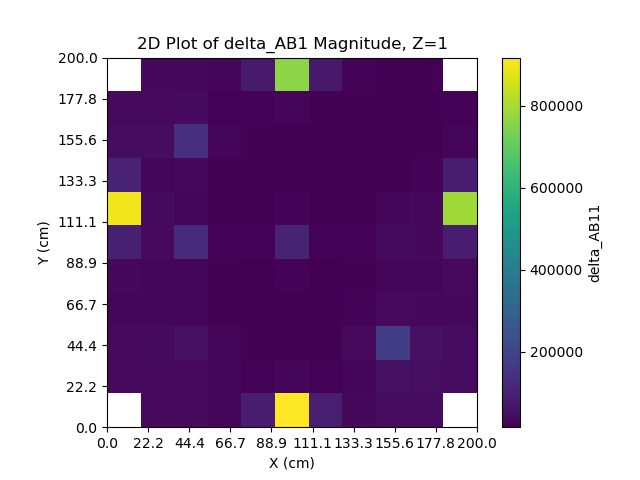 2D Plot of delta_AB1 Magnitude, Z=1
200.0
177.8
155.6
133.3
111.1
88.9
66.7
44.4
22.2
0.0
Y (cm)
0.0 22.2 44.4 66.7 88.9 111.1 133.3 155.6 177.8 200.0
X (cm)
800000
600000
400000
200000
delta_AB11